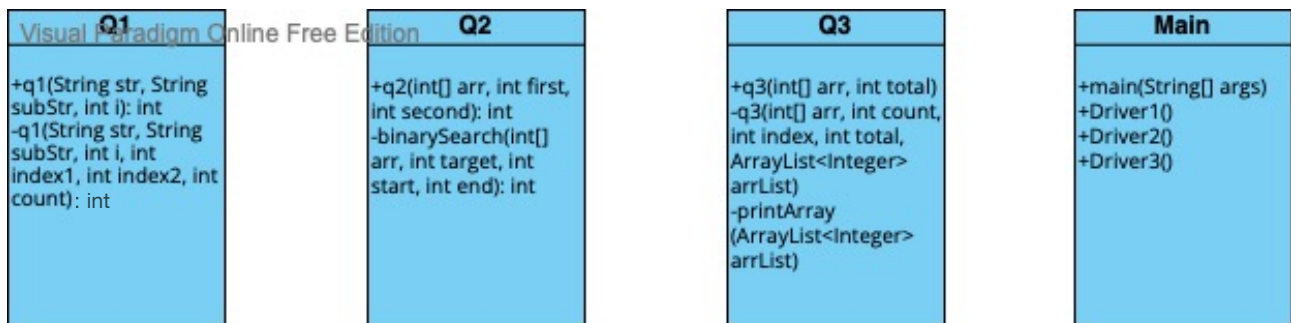 Q1
+q1(String str, String
subStr, int i): int
-q1(String str, String
subStr, int i, int
index1, int index2, int
count): int
Visual Paradigm Online Free Edition
Q2
+q2(int[] arr, int first,
int second): int
-binarySearch(int[]
arr, int target, int
start, int end): int
Q3
+q3(int[] arr, int total)
-q3(int[] arr, int count,
int index, int total,
ArrayList<Integer>
arrList)
-printArray
(ArrayList<Integer>
arrList)
Main
+main(String[] args)
+Driver1()
+Driver2()
+Driver3()